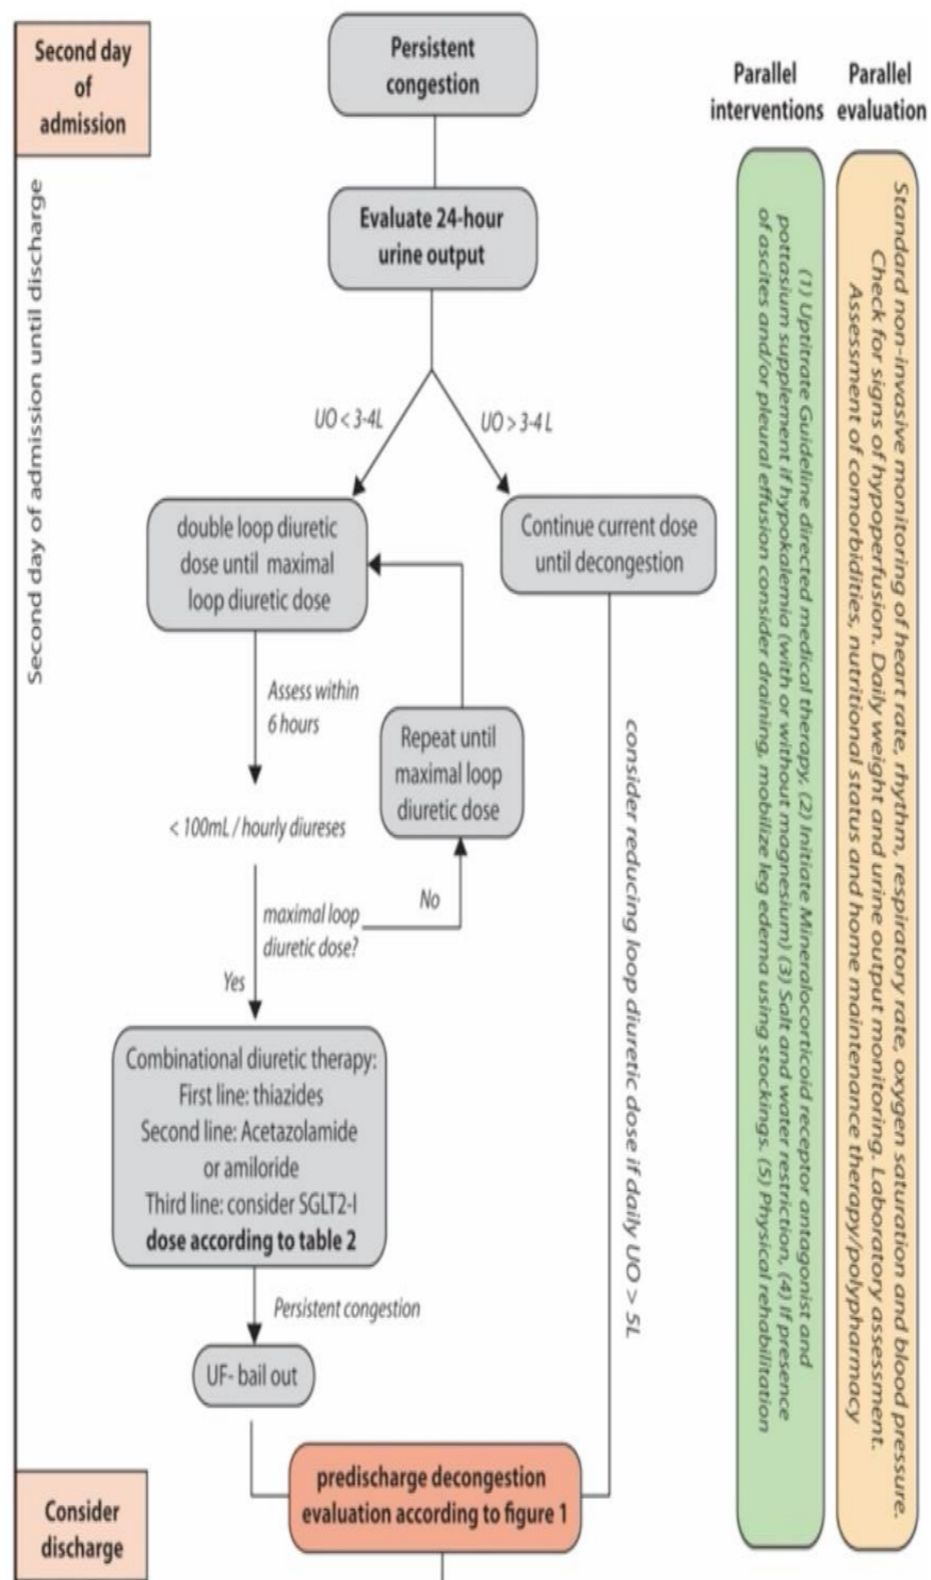 Second day
of
admission
Second day of admission until discharge
Persistent
congestion
Evaluate 24-hour
urine output
UO < 3-4L
UO > 3-4 L
double loop diuretic
dose until maximal
loop diuretic dose
Continue current dose
until decongestion
Assess within
6 hours
Repeat until
maximal loop
diuretic dose
< 100mL / hourly diureses
maximal loop
diuretic dose?
No
Yes
Combinational diuretic therapy:
First line: thiazides
Second line: Acetazolamide
or amiloride
Third line: consider SGLT2-I
dose according to table 2
Persistent congestion
UF- bail out
consider reducing loop diuretic dose if daily UO > 5L
predischarge decongestion
evaluation according to figure 1
Consider
discharge
Parallel
interventions
(1) Uptitrate Guideline directed medical therapy, (2) Initiate Mineralocorticoid receptor antagonist and
pottasium supplement if hypokalemia (with or without magnesium) (3) Salt and water restriction, (4) If presence
of ascites and/or pleural effusion consider draining, mobilize leg edema using stockings. (5) Physical rehabilitation
Parallel
evaluation
Standard non-invasive monitoring of heart rate, rhythm, respiratory rate, oxygen saturation and blood pressure.
Check for signs of hypoperfusion. Daily weight and urine output monitoring. Laboratory assessment.
Assessment of comorbidities, nutritional status and home maintenance therapy/polypharmacy